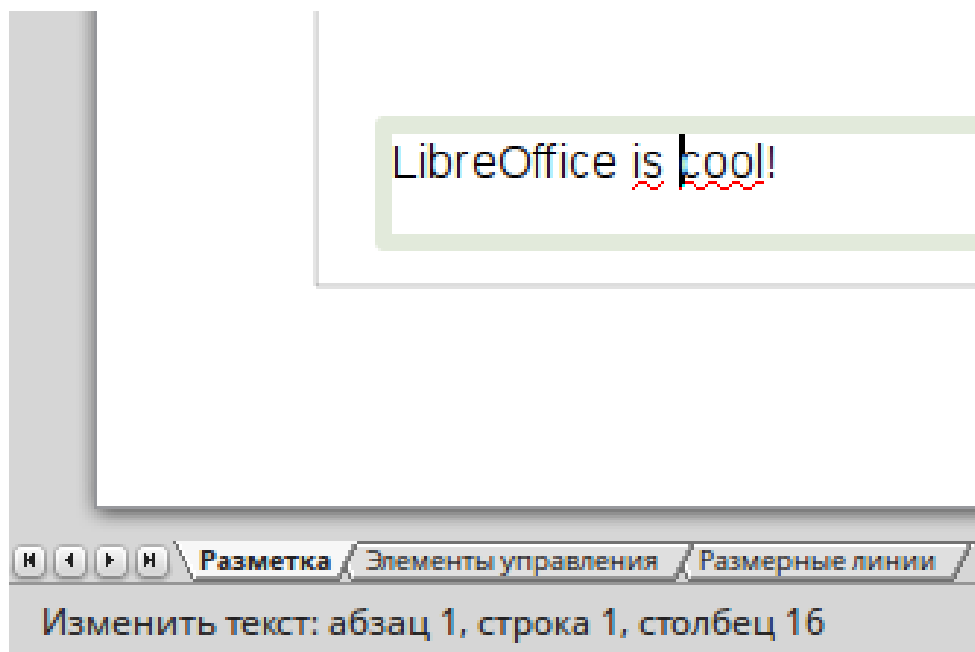 LibreOffice is cool!
Разметка Элементы управления Размерные линии
Изменить текст: абзац 1, строка 1, столбец 16